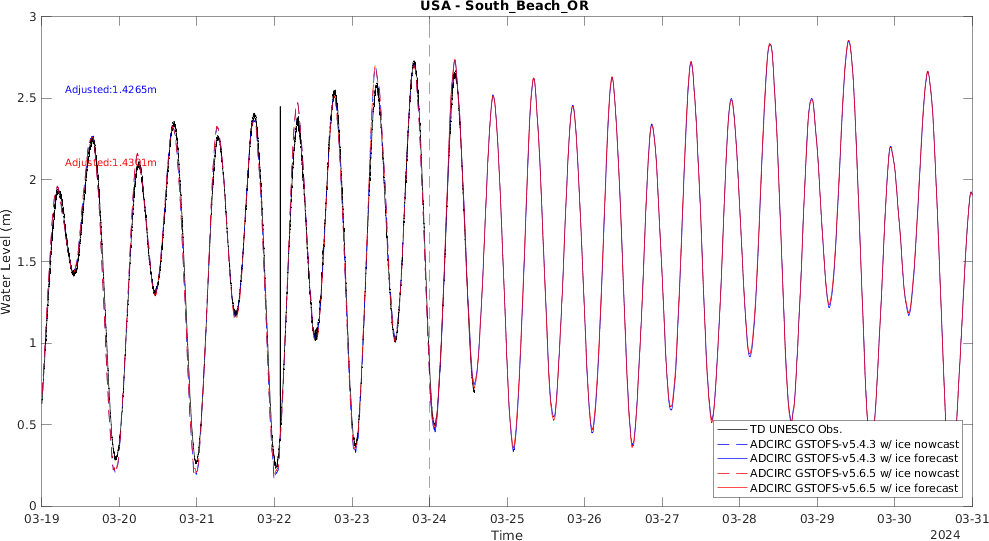 USA - South_Beach_OR
3
2.5
2
1.5
1
0.5
0
Water Level (m)
Adjusted:1.4265m
Adjusted:1.4301m
TD UNESCO Obs.
ADCIRC GSTOFS-v5.4.3 w/ ice nowcast
ADCIRC GSTOFS-v5.4.3 w/ ice forecast
ADCIRC GSTOFS-v5.6.5 w/ ice nowcast
ADCIRC GSTOFS-v5.6.5 w/ ice forecast
03-19 03-20 03-21 03-22 03-23 03-24 03-25 03-26 03-27 03-28 03-29 03-30 03-31
Time
2024